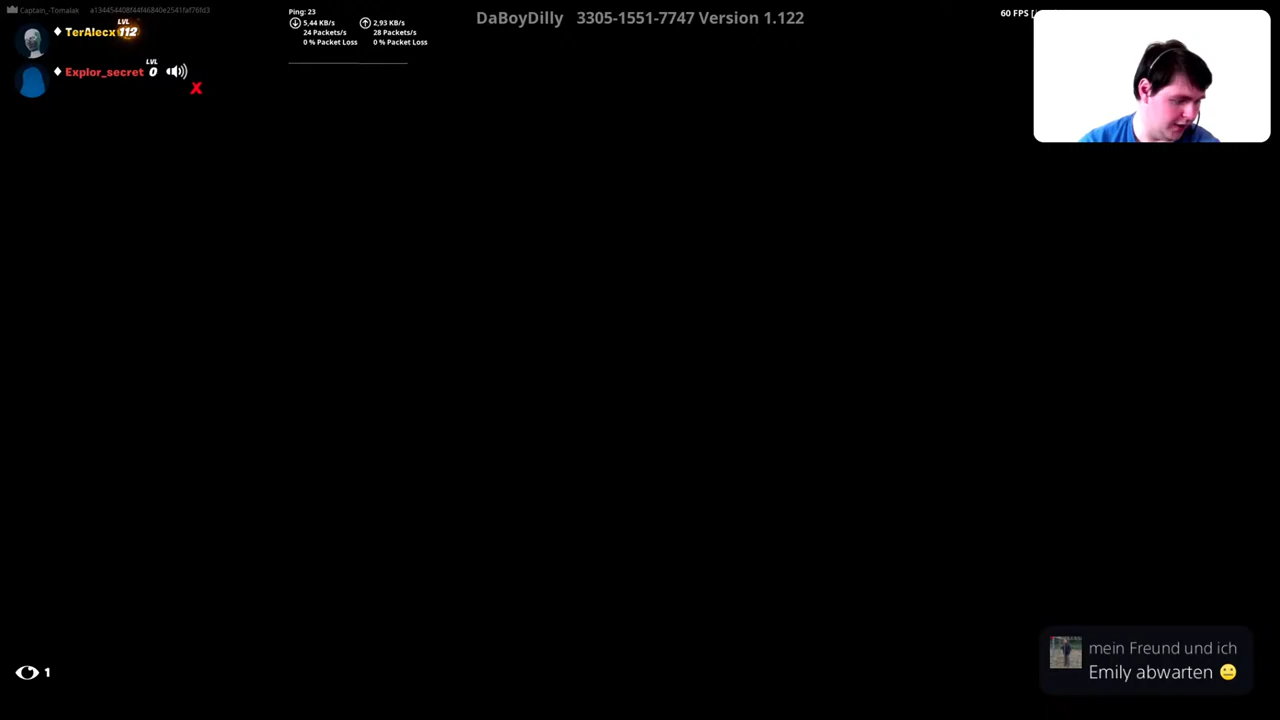 Captain_-Tomalak
LVL
TerAlecx 112
LVL
Explor_secret 0
X
Ping: 23
5,44 KB/s 2,93 KB/s
24 Packets/s 28 Packets/s
0 % Packet Loss 0 % Packet Loss
DaBoyDilly 3305-1551-7747 Version 1.122
60 FPS [
1
mein Freund und ich
Emily abwarten 😐